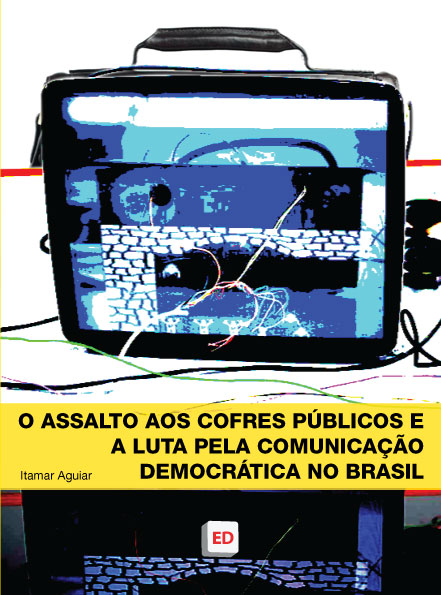 O ASSALTO AOS COFRES PÚBLICOS E
A LUTA PELA COMUNICAÇÃO
DEMOCRÁTICA NO BRASIL
Itamar Aguiar
ED